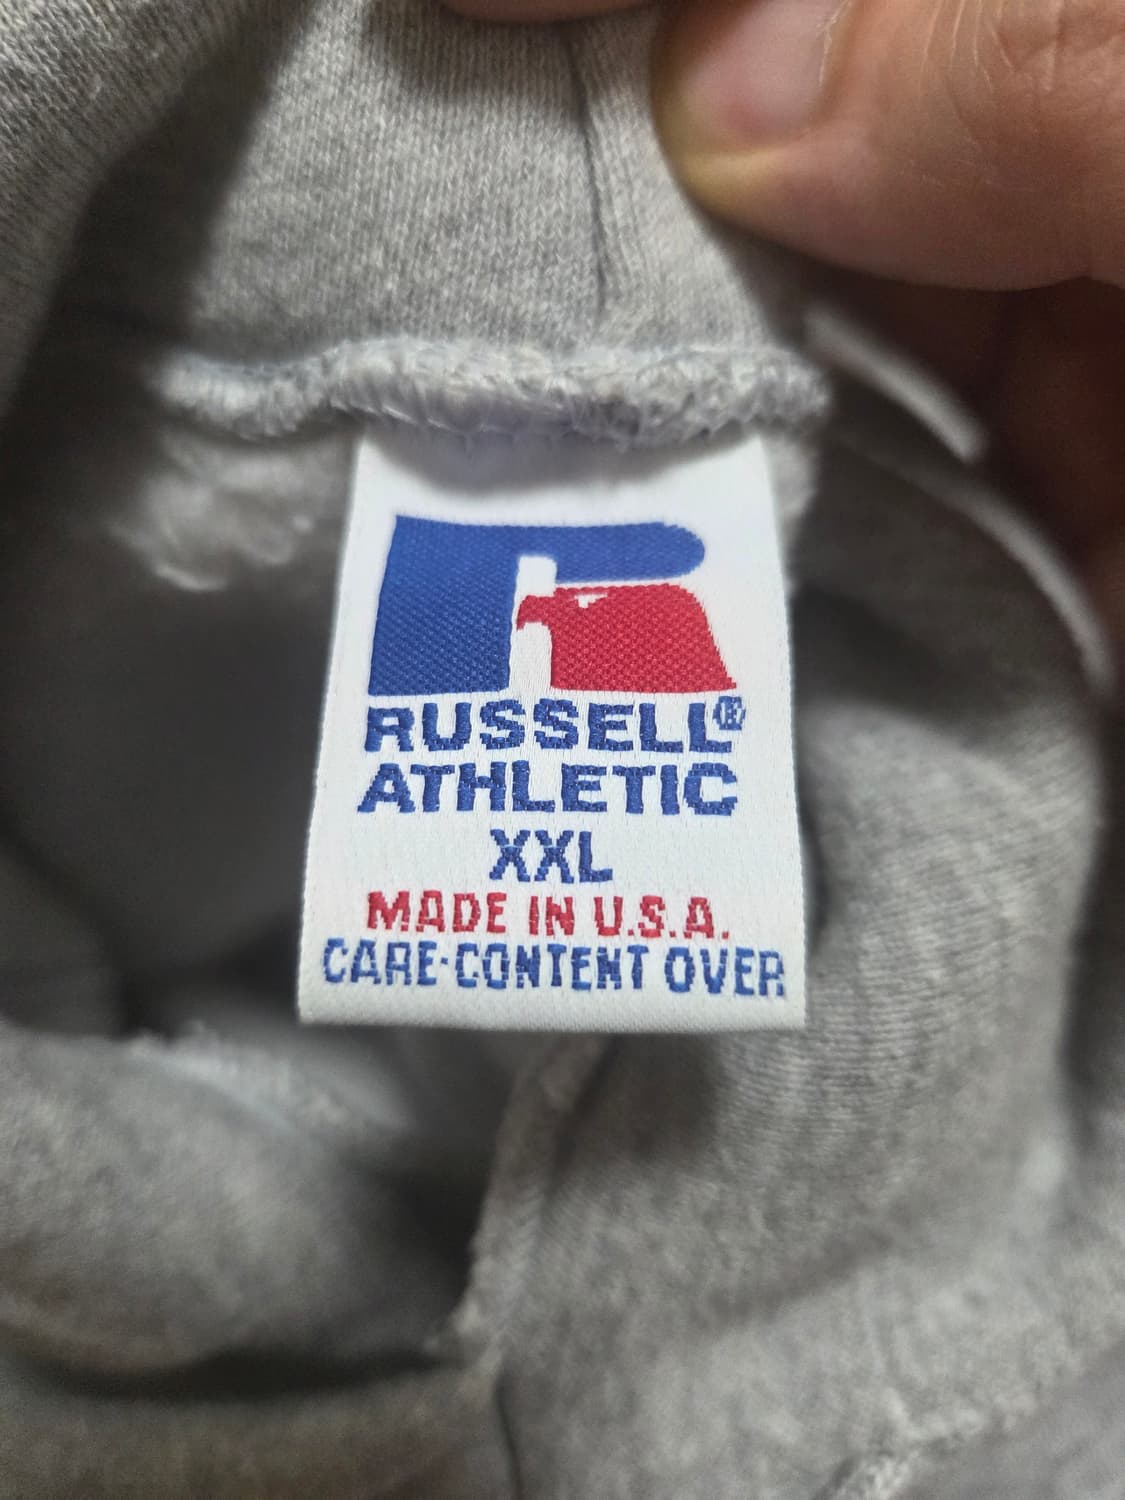 RUSSELL®
ATHLETIC
XXL
MADE IN U.S.A.
CARE-CONTENT OVER